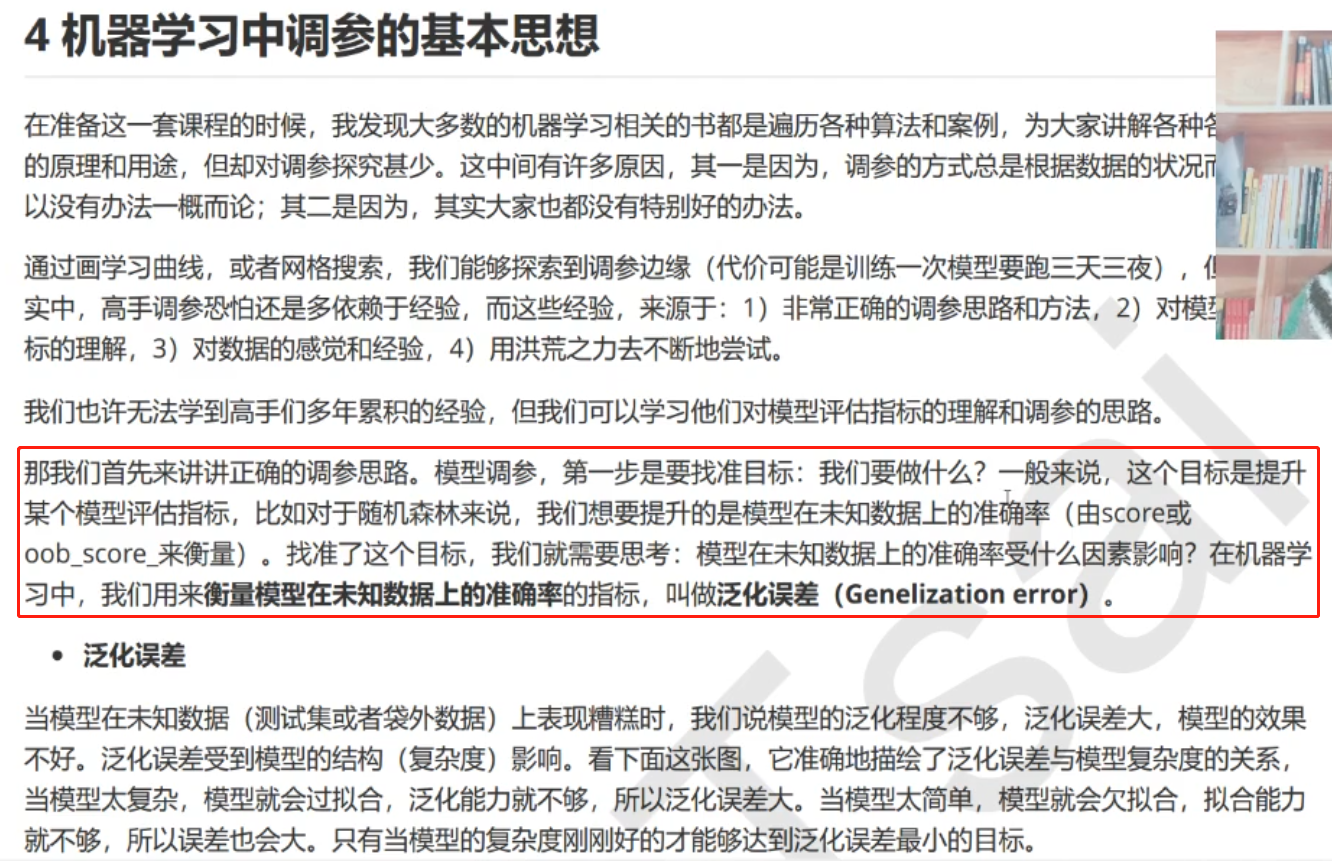 4 机器学习中调参的基本思想
在准备这一套课程的时候，我发现大多数的机器学习相关的书都是遍历各种算法和案例，为大家讲解各种各
的原理和用途，但却对调参探究甚少。这中间有许多原因，其一是因为，调参的方式总是根据数据的状况而
以没有办法一概而论；其二是因为，其实大家也都没有特别好的办法。
通过画学习曲线，或者网格搜索，我们能够探索到调参边缘（代价可能是训练一次模型要跑三天三夜），但
实中，高手调参恐怕还是多依赖于经验，而这些经验，来源于：1）非常正确的调参思路和方法，2）对模型
标的理解，3）对数据的感觉和经验，4）用洪荒之力去不断地尝试。
我们也许无法学到高手们多年累积的经验，但我们可以学习他们对模型评估指标的理解和调参的思路。
那我们首先来讲讲正确的调参思路。模型调参，第一步是要找准目标：我们要做什么？一般来说，这个目标是提升
某个模型评估指标，比如对于随机森林来说，我们想要提升的是模型在未知数据上的准确率（由score或
oob_score_来衡量）。找准了这个目标，我们就需要思考：模型在未知数据上的准确率受什么因素影响？在机器学
习中，我们用来衡量模型在未知数据上的准确率的指标，叫做泛化误差（Genelization error）。
• 泛化误差
当模型在未知数据（测试集或者袋外数据）上表现糟糕时，我们说模型的泛化程度不够，泛化误差大，模型的效果
不好。泛化误差受到模型的结构（复杂度）影响。看下面这张图，它准确地描绘了泛化误差与模型复杂度的关系，
当模型太复杂，模型就会过拟合，泛化能力就不够，所以泛化误差大。当模型太简单，模型就会欠拟合，拟合能力
就不够，所以误差也会大。只有当模型的复杂度刚刚好的才能够达到泛化误差最小的目标。
Tsai